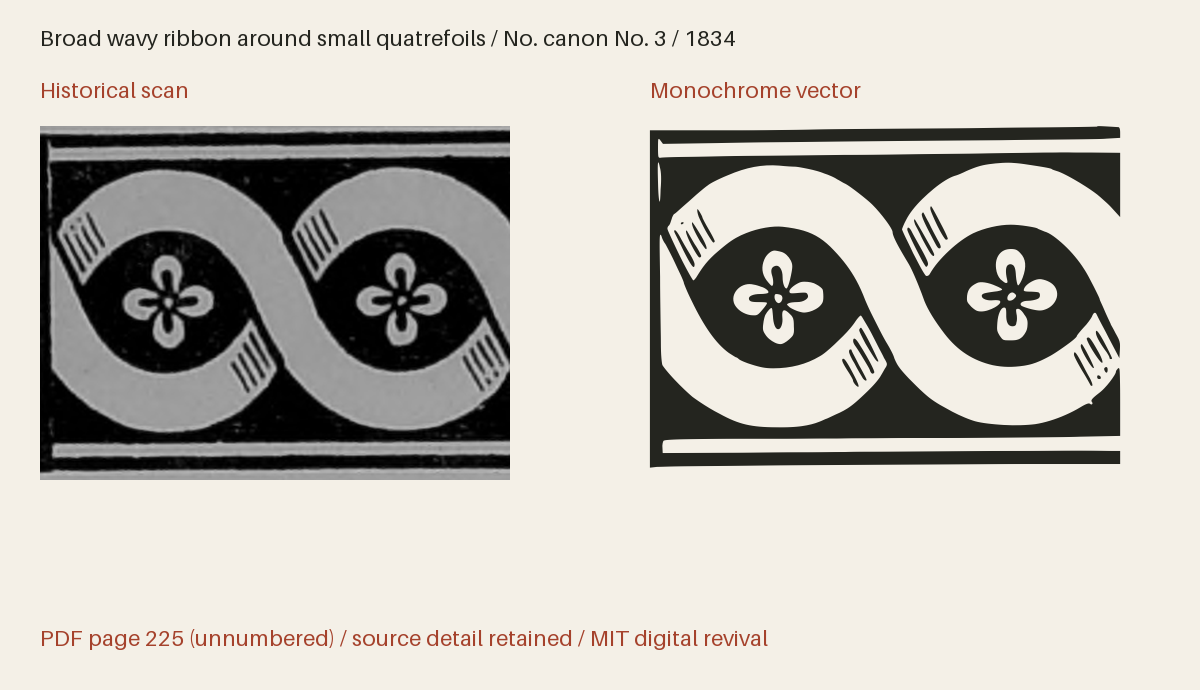 Broad wavy ribbon around small quatrefoils / No. canon No. 3 / 1834
Historical scan
Monochrome vector
PDF page 225 (unnumbered) / source detail retained / MIT digital revival